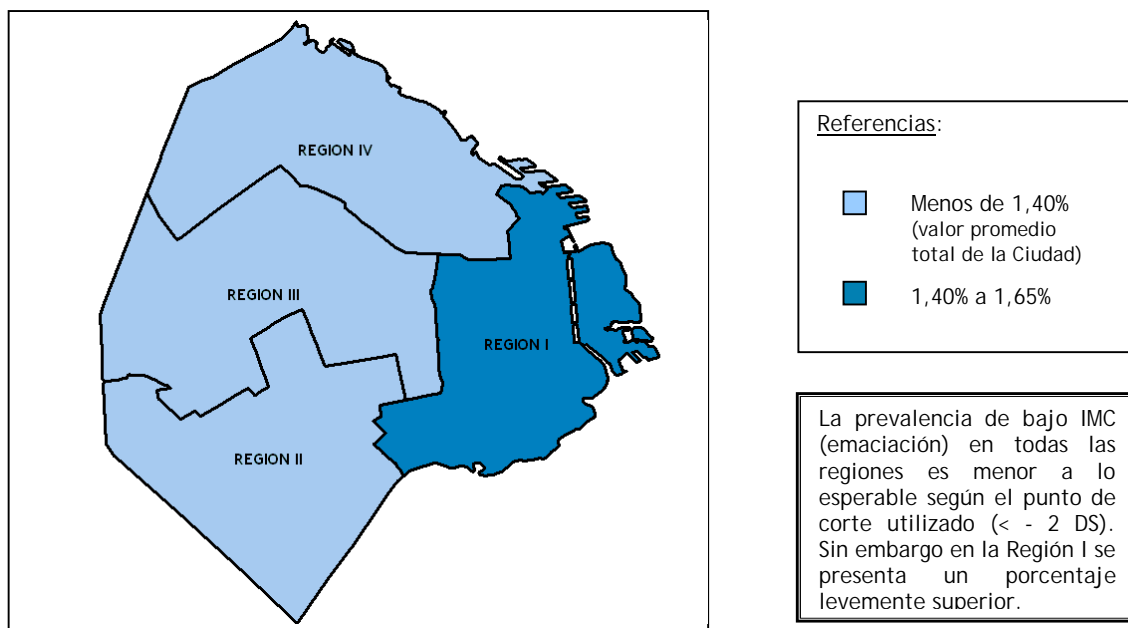 REGION IV
REGION III
REGION I
REGION II
Referencias:
Menos de 1,40%
(valor promedio
total de la Ciudad)
1,40% a 1,65%
La prevalencia de bajo IMC
(emaciación) en todas las
regiones es menor a lo
esperable según el punto de
corte utilizado (< - 2 DS).
Sin embargo en la Región I se
presenta un porcentaje
levemente superior.